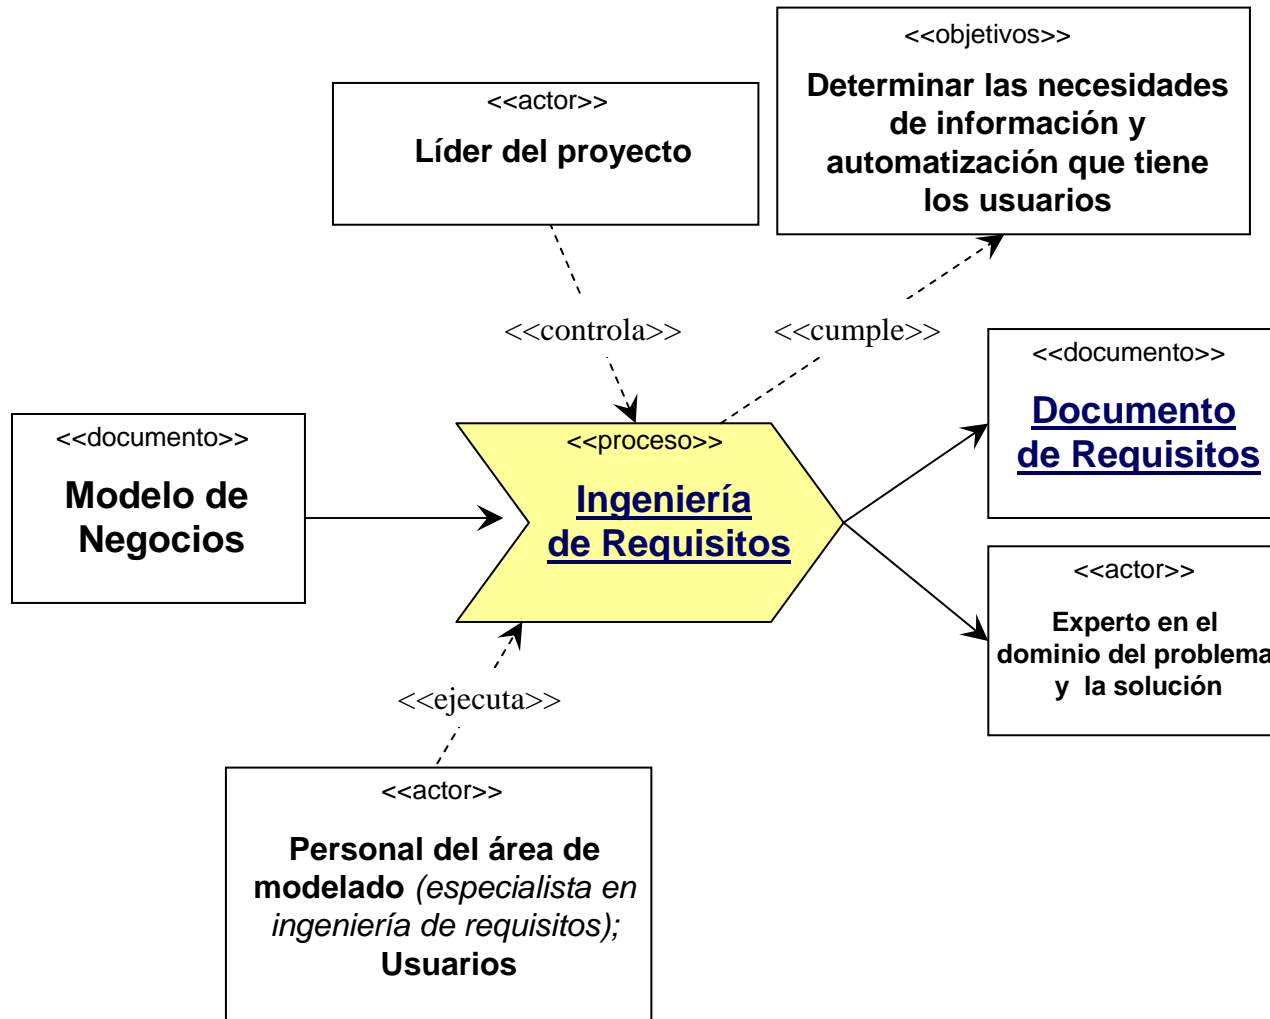 <<objetivos>>
Determinar las necesidades
de información y
automatización que tiene
los usuarios
<<actor>>
Líder del proyecto
<<controla>>
<<cumple>>
<<documento>>
Documento
de Requisitos
<<documento>>
Modelo de
Negocios
<<proceso>>
Ingeniería
de Requisitos
<<actor>>
Experto en el
dominio del problema
y la solución
<<ejecuta>>
<<actor>>
Personal del área de
modelado (especialista en
ingeniería de requisitos);
Usuarios